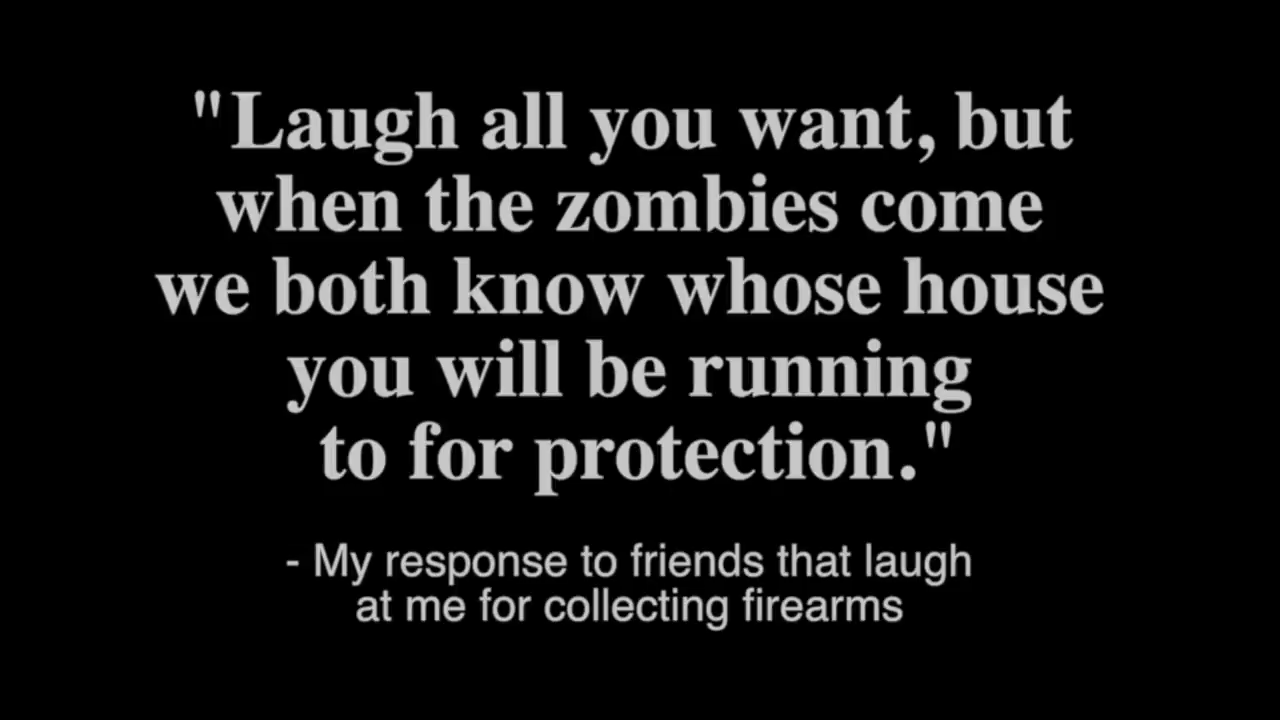 "Laugh all you want, but
when the zombies come
we both know whose house
you will be running
to for protection."
- My response to friends that laugh
at me for collecting firearms